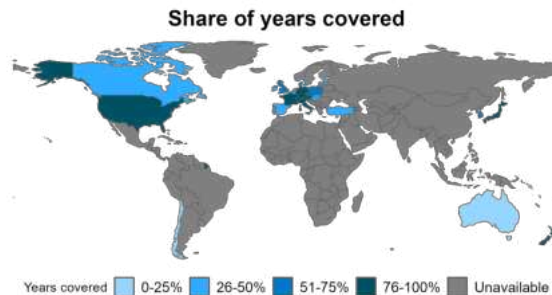 Share of years covered
Years covered 0-25% 26-50% 51-75% 76-100% Unavailable